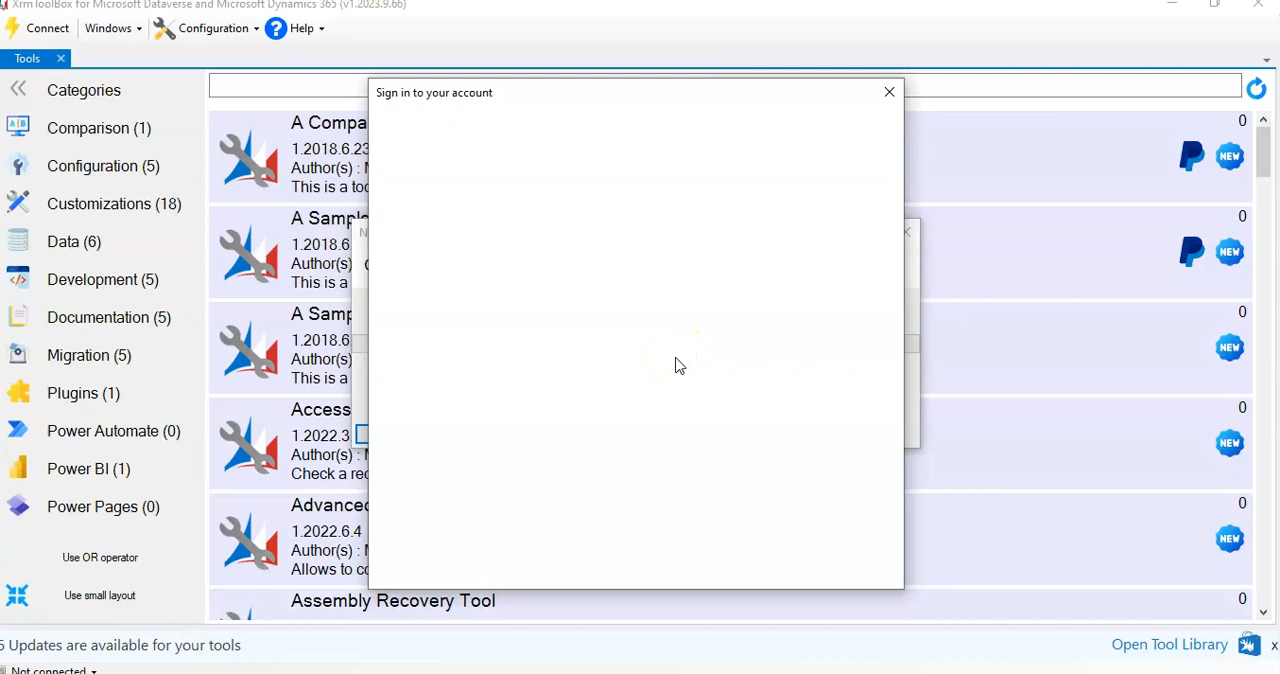 XrmToolBox for Microsoft Dataverse and Microsoft Dynamics 365 (v1.2023.9.66)
Connect Windows Configuration Help
Tools
Sign in to your account
Categories
Comparison (1)
Configuration (5)
Customizations (18)
Data (6)
Development (5)
Documentation (5)
Migration (5)
Plugins (1)
Power Automate (0)
Power BI (1)
Power Pages (0)
Use OR operator
Use small layout
A Compa
0
1.2018.6.23
Author(s) :
This is a too
NEW
A Sample
0
1.2018.6
Author(s)
This is a
NEW
A Samp
0
1.2018.6
Author(s)
This is a
NEW
Access
0
1.2022.3
Author(s) :
Check a rec
NEW
Advanced
0
1.2022.6.4
Author(s) :
Allows to co
NEW
Assembly Recovery Tool
0
5 Updates are available for your tools
Open Tool Library
x
Not connected